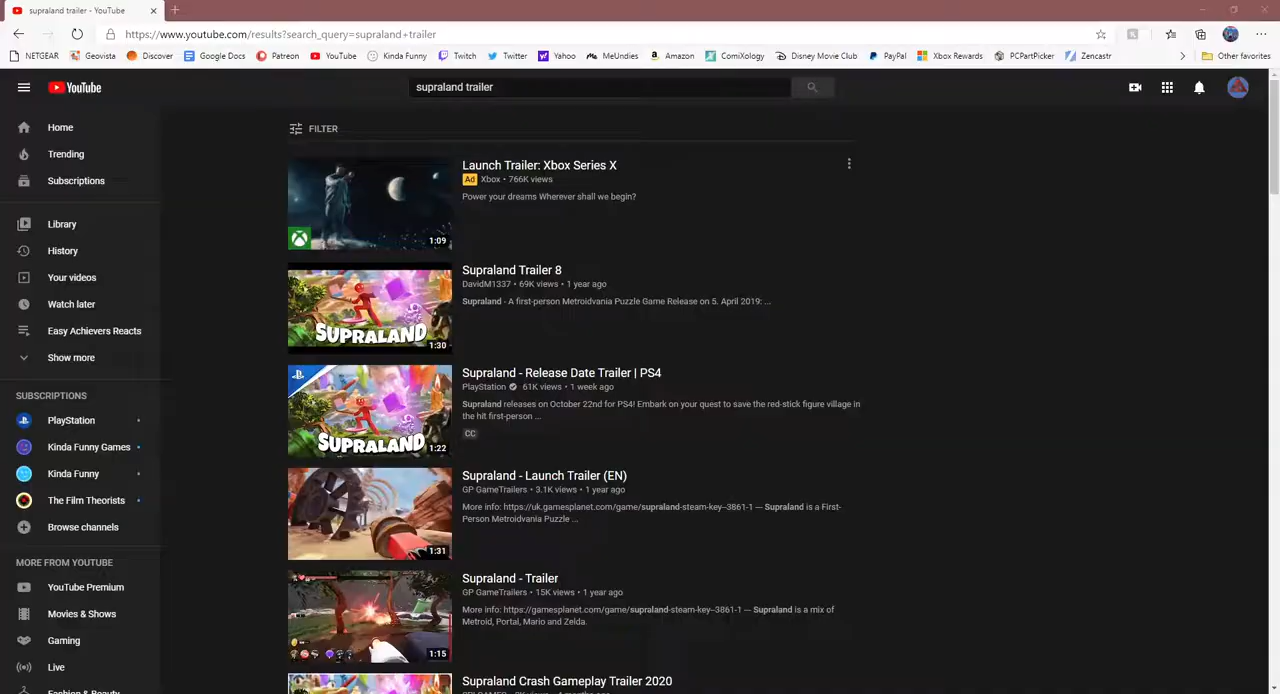 supraland trailer - YouTube
https://www.youtube.com/results?search_query=supraland+trailer
NETGEAR Geovista Discover Google Docs Patreon YouTube Kinda Funny Twitch Twitter Yahoo MeUndies Amazon ComiXology Disney Movie Club PayPal Xbox Rewards PCPartPicker Zencastr Other favorites
YouTube
supraland trailer
Home
Trending
Subscriptions
Library
History
Your videos
Watch later
Easy Achievers Reacts
Show more
SUBSCRIPTIONS
PlayStation
Kinda Funny Games
Kinda Funny
The Film Theorists
Browse channels
MORE FROM YOUTUBE
YouTube Premium
Movies & Shows
Gaming
Live
Fashion & Beauty
FILTER
1:09
Launch Trailer: Xbox Series X
Ad Xbox • 766K views
Power your dreams Wherever shall we begin?
SUPRALAND
1:30
Supraland Trailer 8
DavidM1337 • 69K views • 1 year ago
Supraland - A first-person Metroidvania Puzzle Game Release on 5. April 2019: ...
SUPRALAND
1:22
Supraland - Release Date Trailer | PS4
PlayStation 61K views • 1 week ago
Supraland releases on October 22nd for PS4! Embark on your quest to save the red-stick figure village in
the hit first-person ...
CC
1:31
Supraland - Launch Trailer (EN)
GP GameTrailers • 3.1K views • 1 year ago
More info: https://uk.gamesplanet.com/game/supraland-steam-key--3861-1 — Supraland is a First-
Person Metroidvania Puzzle ...
1:15
Supraland - Trailer
GP GameTrailers • 15K views • 1 year ago
More info: https://gamesplanet.com/game/supraland-steam-key--3861-1 — Supraland is a mix of
Metroid, Portal, Mario and Zelda.
Supraland Crash Gameplay Trailer 2020